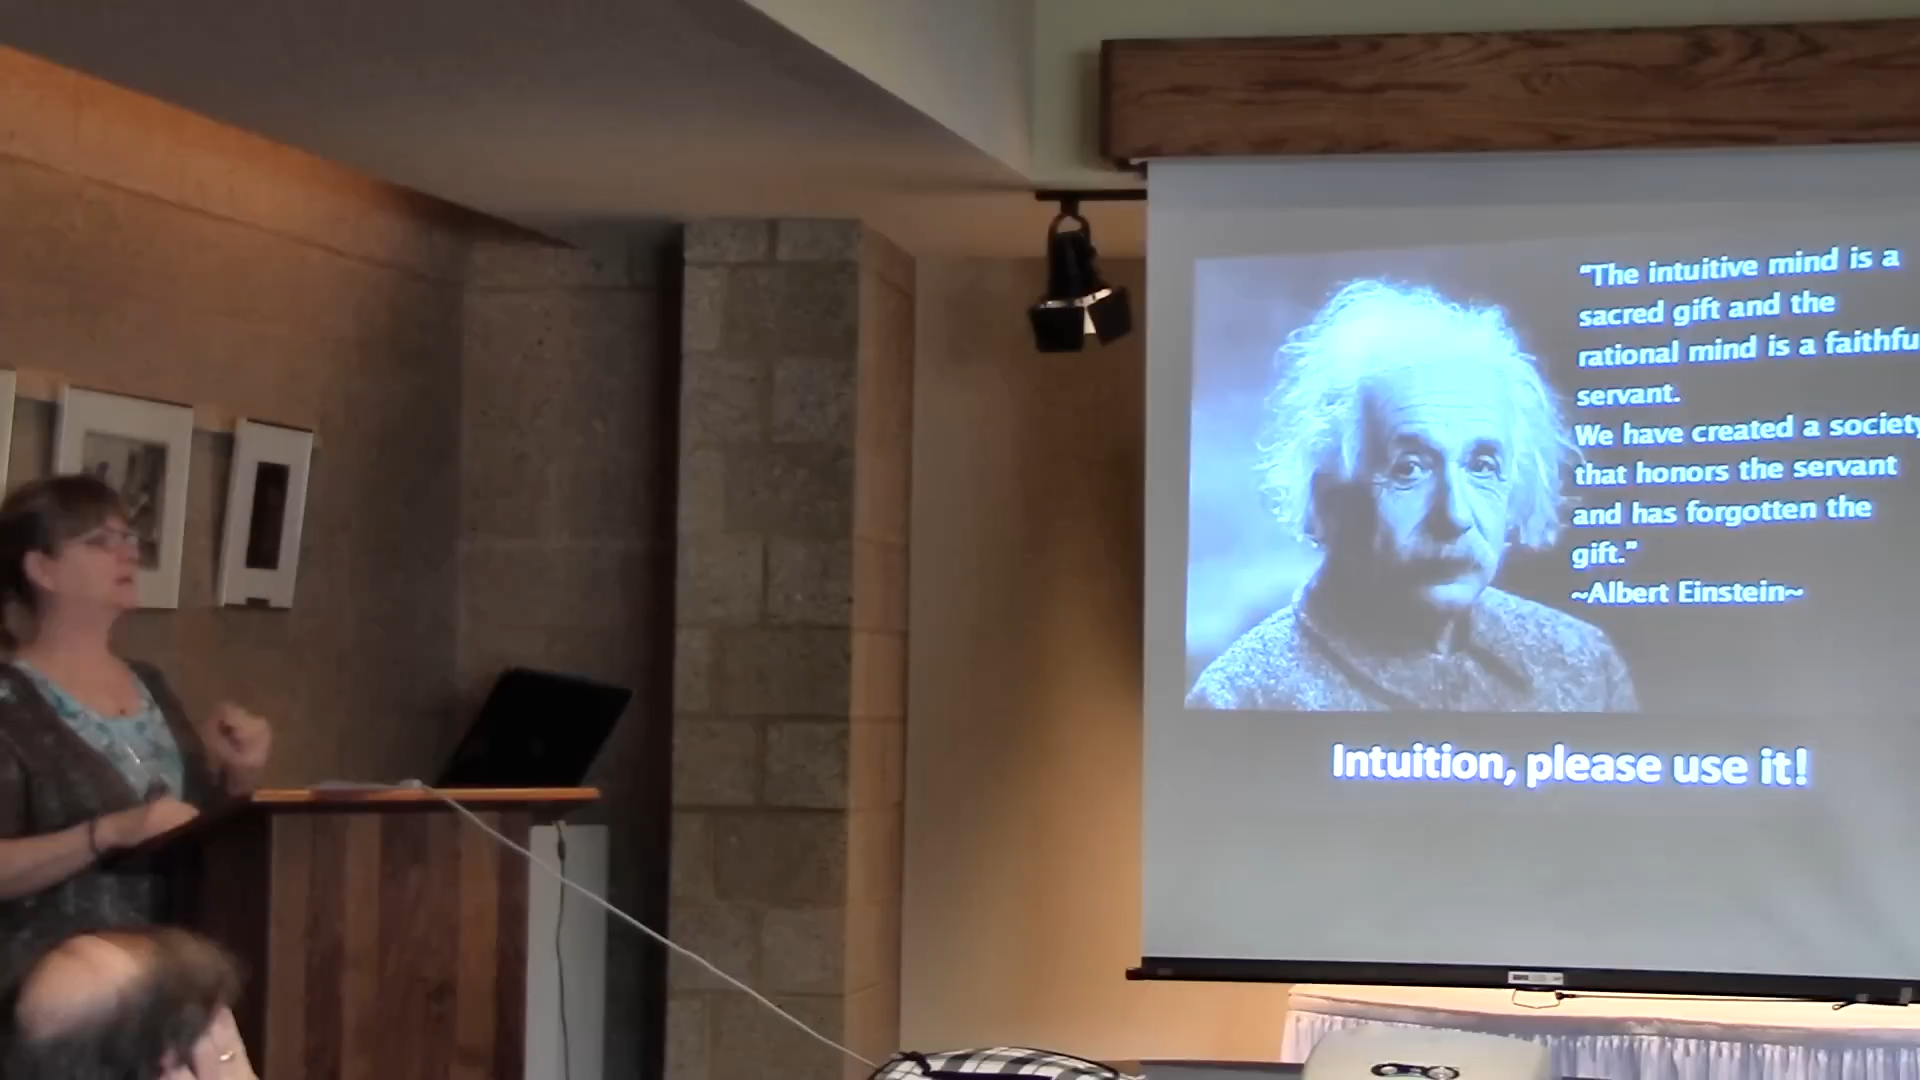 "The intuitive mind is a
sacred gift and the
rational mind is a faithfu
servant.
We have created a society
that honors the servant
and has forgotten the
gift."
~Albert Einstein~
Intuition, please use it!